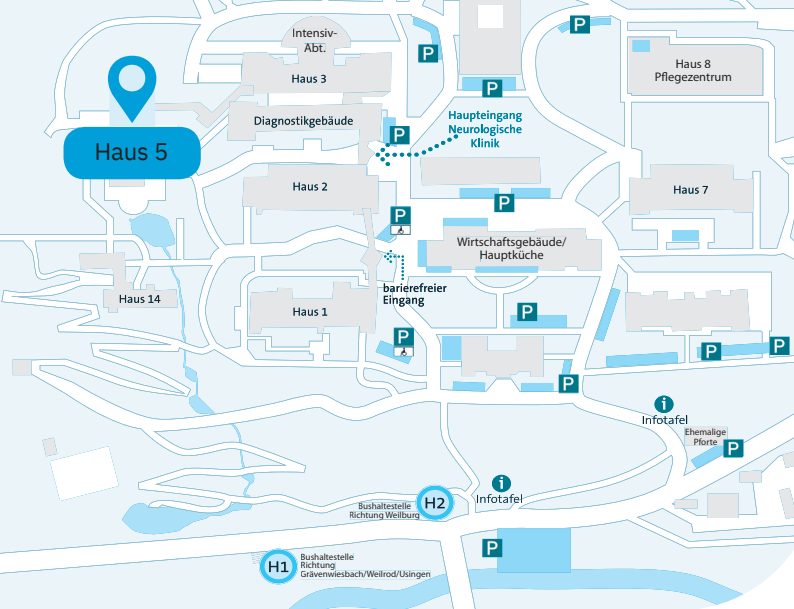 P
P
Intensiv-
Abt.
Haus 3
Haus 8
Pflegezentrum
P
Diagnostikgebäude
P
Haupteingang
Neurologische
Klinik
Haus 5
Haus 2
Haus 7
P
P
Wirtschaftsgebäude/
Hauptküche
barierefreier
Eingang
Haus 14
Haus 1
P
P
P
P
P
i
Infotafel
Ehemalige
Pforte
P
i
Infotafel
H2
Bushaltestelle
Richtung Weilburg
P
H1
Bushaltestelle
Richtung
Grävenwiesbach/Weilrod/Usingen